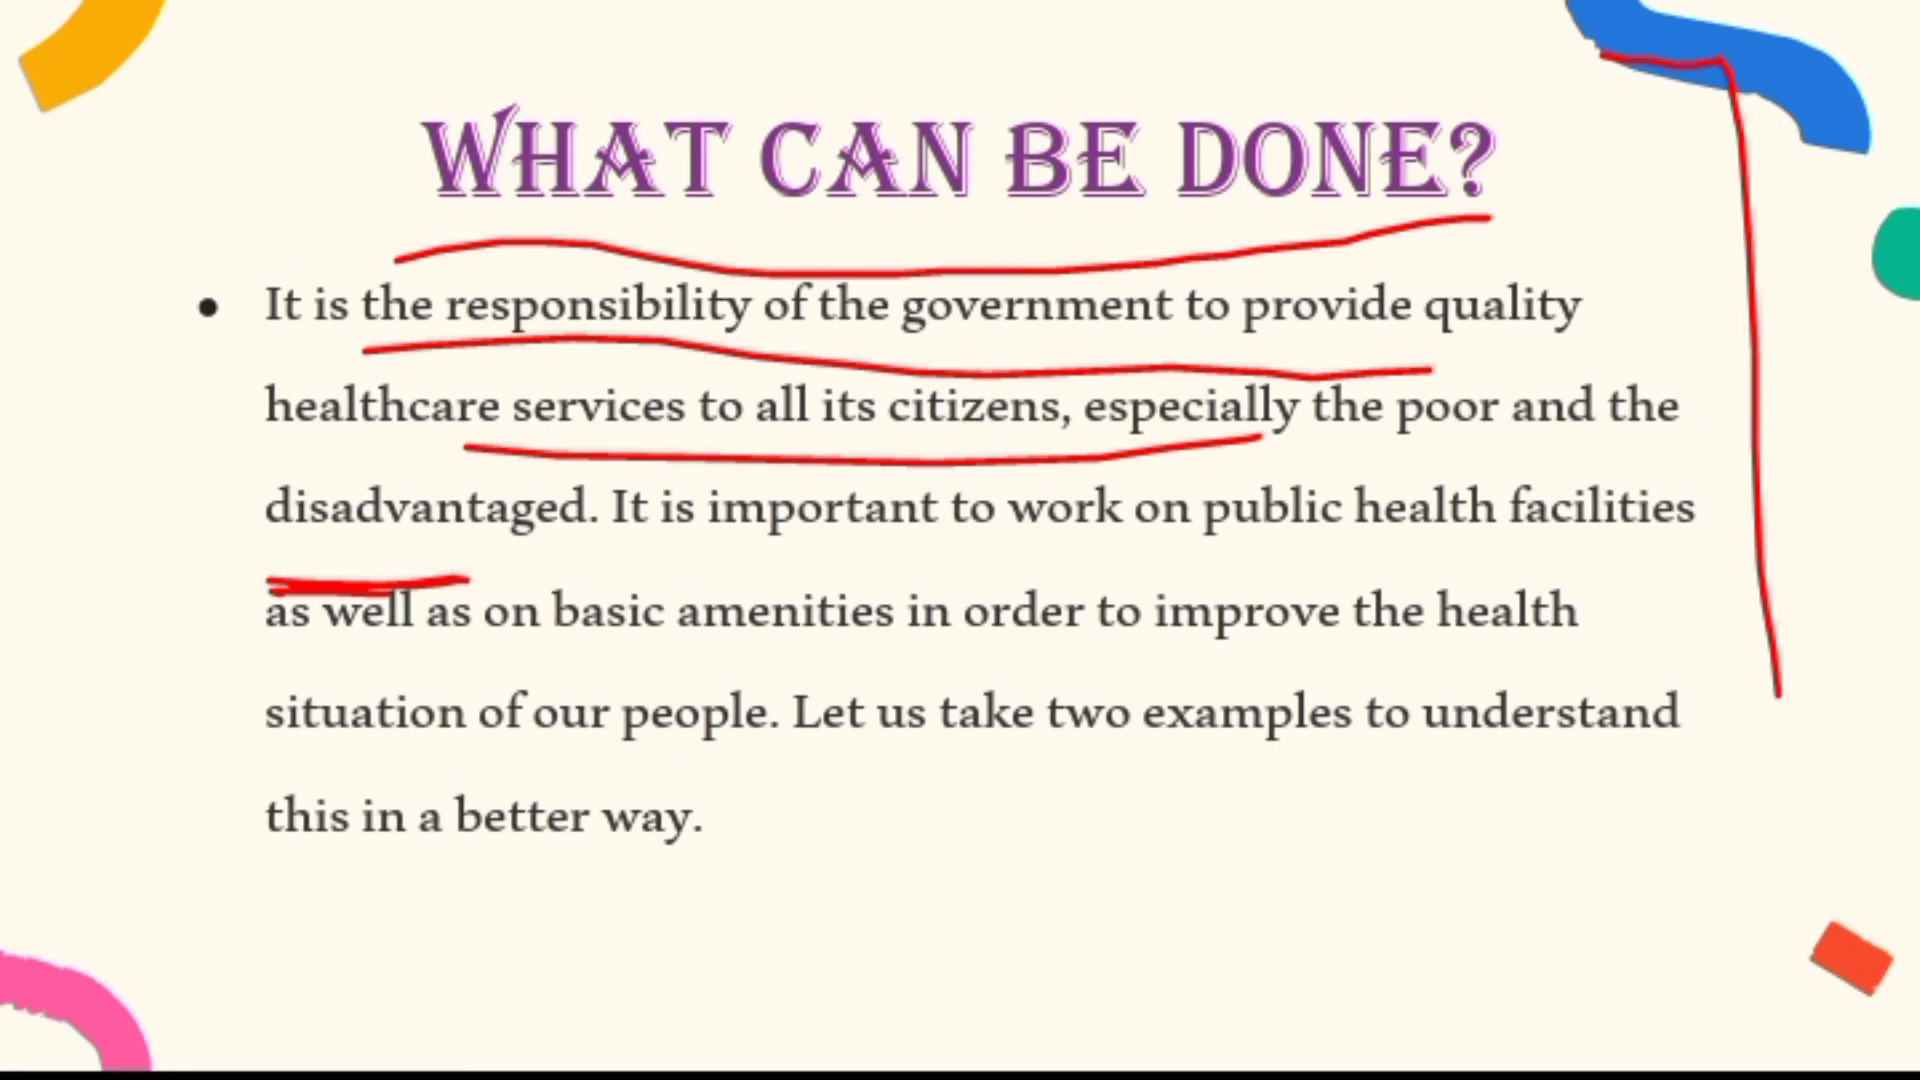 WHAT CAN BE DONE?
• It is the responsibility of the government to provide quality
healthcare services to all its citizens, especially the poor and the
disadvantaged. It is important to work on public health facilities
as well as on basic amenities in order to improve the health
situation of our people. Let us take two examples to understand
this in a better way.